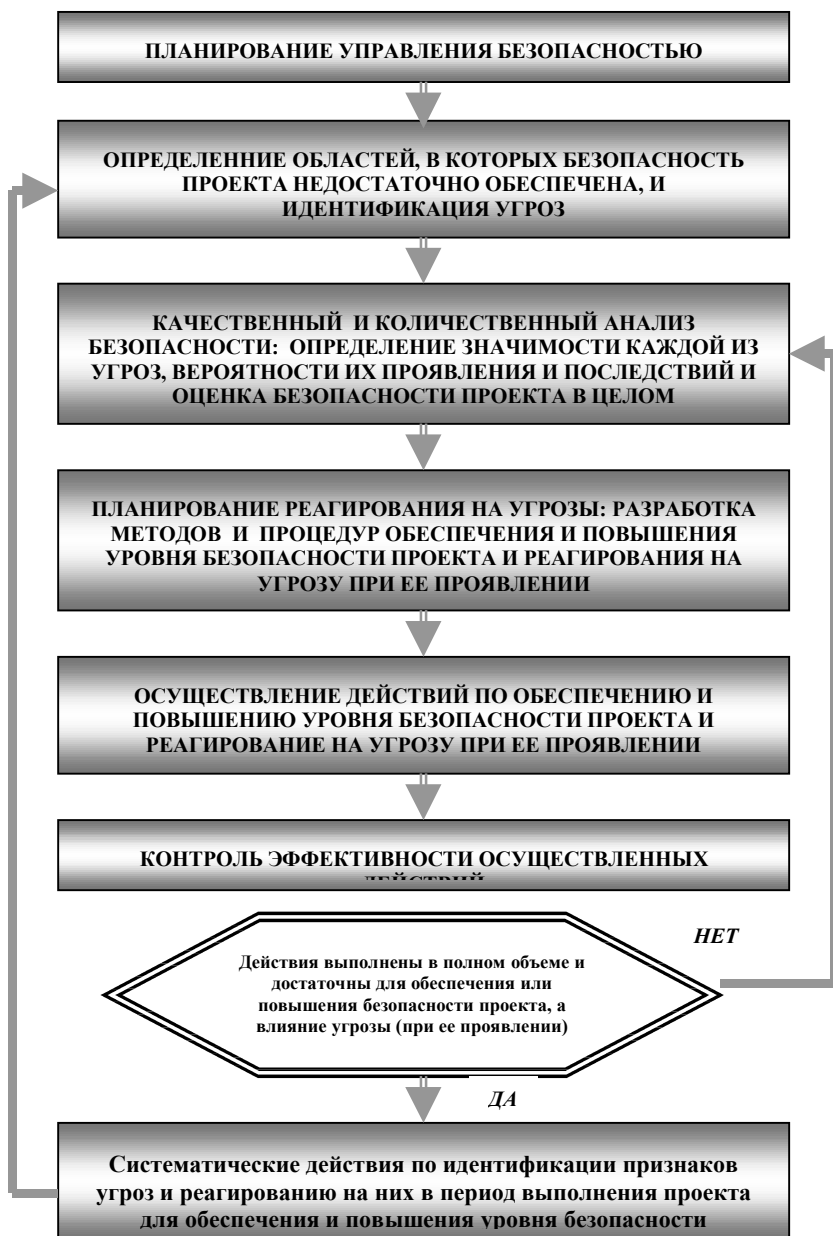 ПЛАНИРОВАНИЕ УПРАВЛЕНИЯ БЕЗОПАСНОСТЬЮ
ОПРЕДЕЛЕННИЕ ОБЛАСТЕЙ, В КОТОРЫХ БЕЗОПАСНОСТЬ
ПРОЕКТА НЕДОСТАТОЧНО ОБЕСПЕЧЕНА, И
ИДЕНТИФИКАЦИЯ УГРОЗ
КАЧЕСТВЕННЫЙ И КОЛИЧЕСТВЕННЫЙ АНАЛИЗ
БЕЗОПАСНОСТИ: ОПРЕДЕЛЕНИЕ ЗНАЧИМОСТИ КАЖДОЙ ИЗ
УГРОЗ, ВЕРОЯТНОСТИ ИХ ПРОЯВЛЕНИЯ И ПОСЛЕДСТВИЙ И
ОЦЕНКА БЕЗОПАСНОСТИ ПРОЕКТА В ЦЕЛОМ
ПЛАНИРОВАНИЕ РЕАГИРОВАНИЯ НА УГРОЗЫ: РАЗРАБОТКА
МЕТОДОВ И ПРОЦЕДУР ОБЕСПЕЧЕНИЯ И ПОВЫШЕНИЯ
УРОВНЯ БЕЗОПАСНОСТИ ПРОЕКТА И РЕАГИРОВАНИЯ НА
УГРОЗУ ПРИ ЕЕ ПРОЯВЛЕНИИ
ОСУЩЕСТВЛЕНИЕ ДЕЙСТВИЙ ПО ОБЕСПЕЧЕНИЮ И
ПОВЫШЕНИЮ УРОВНЯ БЕЗОПАСНОСТИ ПРОЕКТА И
РЕАГИРОВАНИЕ НА УГРОЗУ ПРИ ЕЕ ПРОЯВЛЕНИИ
КОНТРОЛЬ ЭФФЕКТИВНОСТИ ОСУЩЕСТВЛЕННЫХ
ДЕЙСТВИЙ
НЕТ
Действия выполнены в полном объеме и
достаточны для обеспечения или
повышения безопасности проекта, а
влияние угрозы (при ее проявлении)
ДА
Систематические действия по идентификации признаков
угроз и реагированию на них в период выполнения проекта
для обеспечения и повышения уровня безопасности